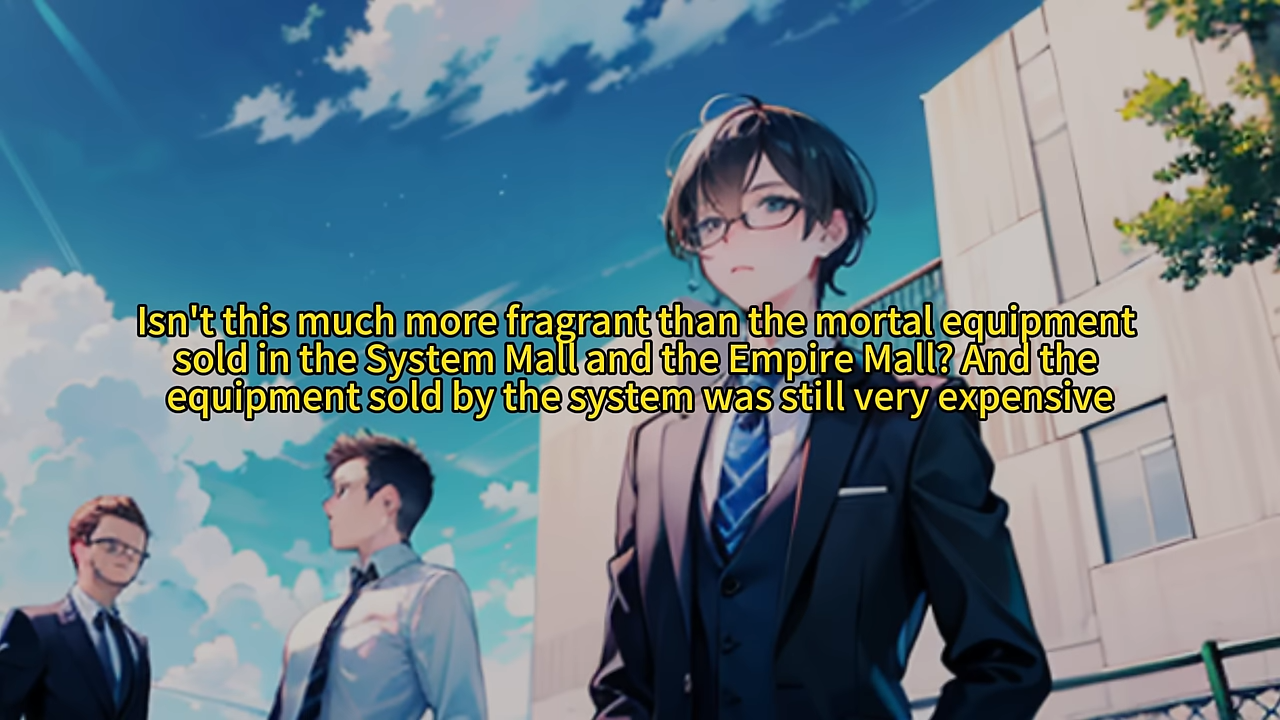 Isn't this much more fragrant than the mortal equipment
sold in the System Mall and the Empire Mall? And the
equipment sold by the system was still very expensive